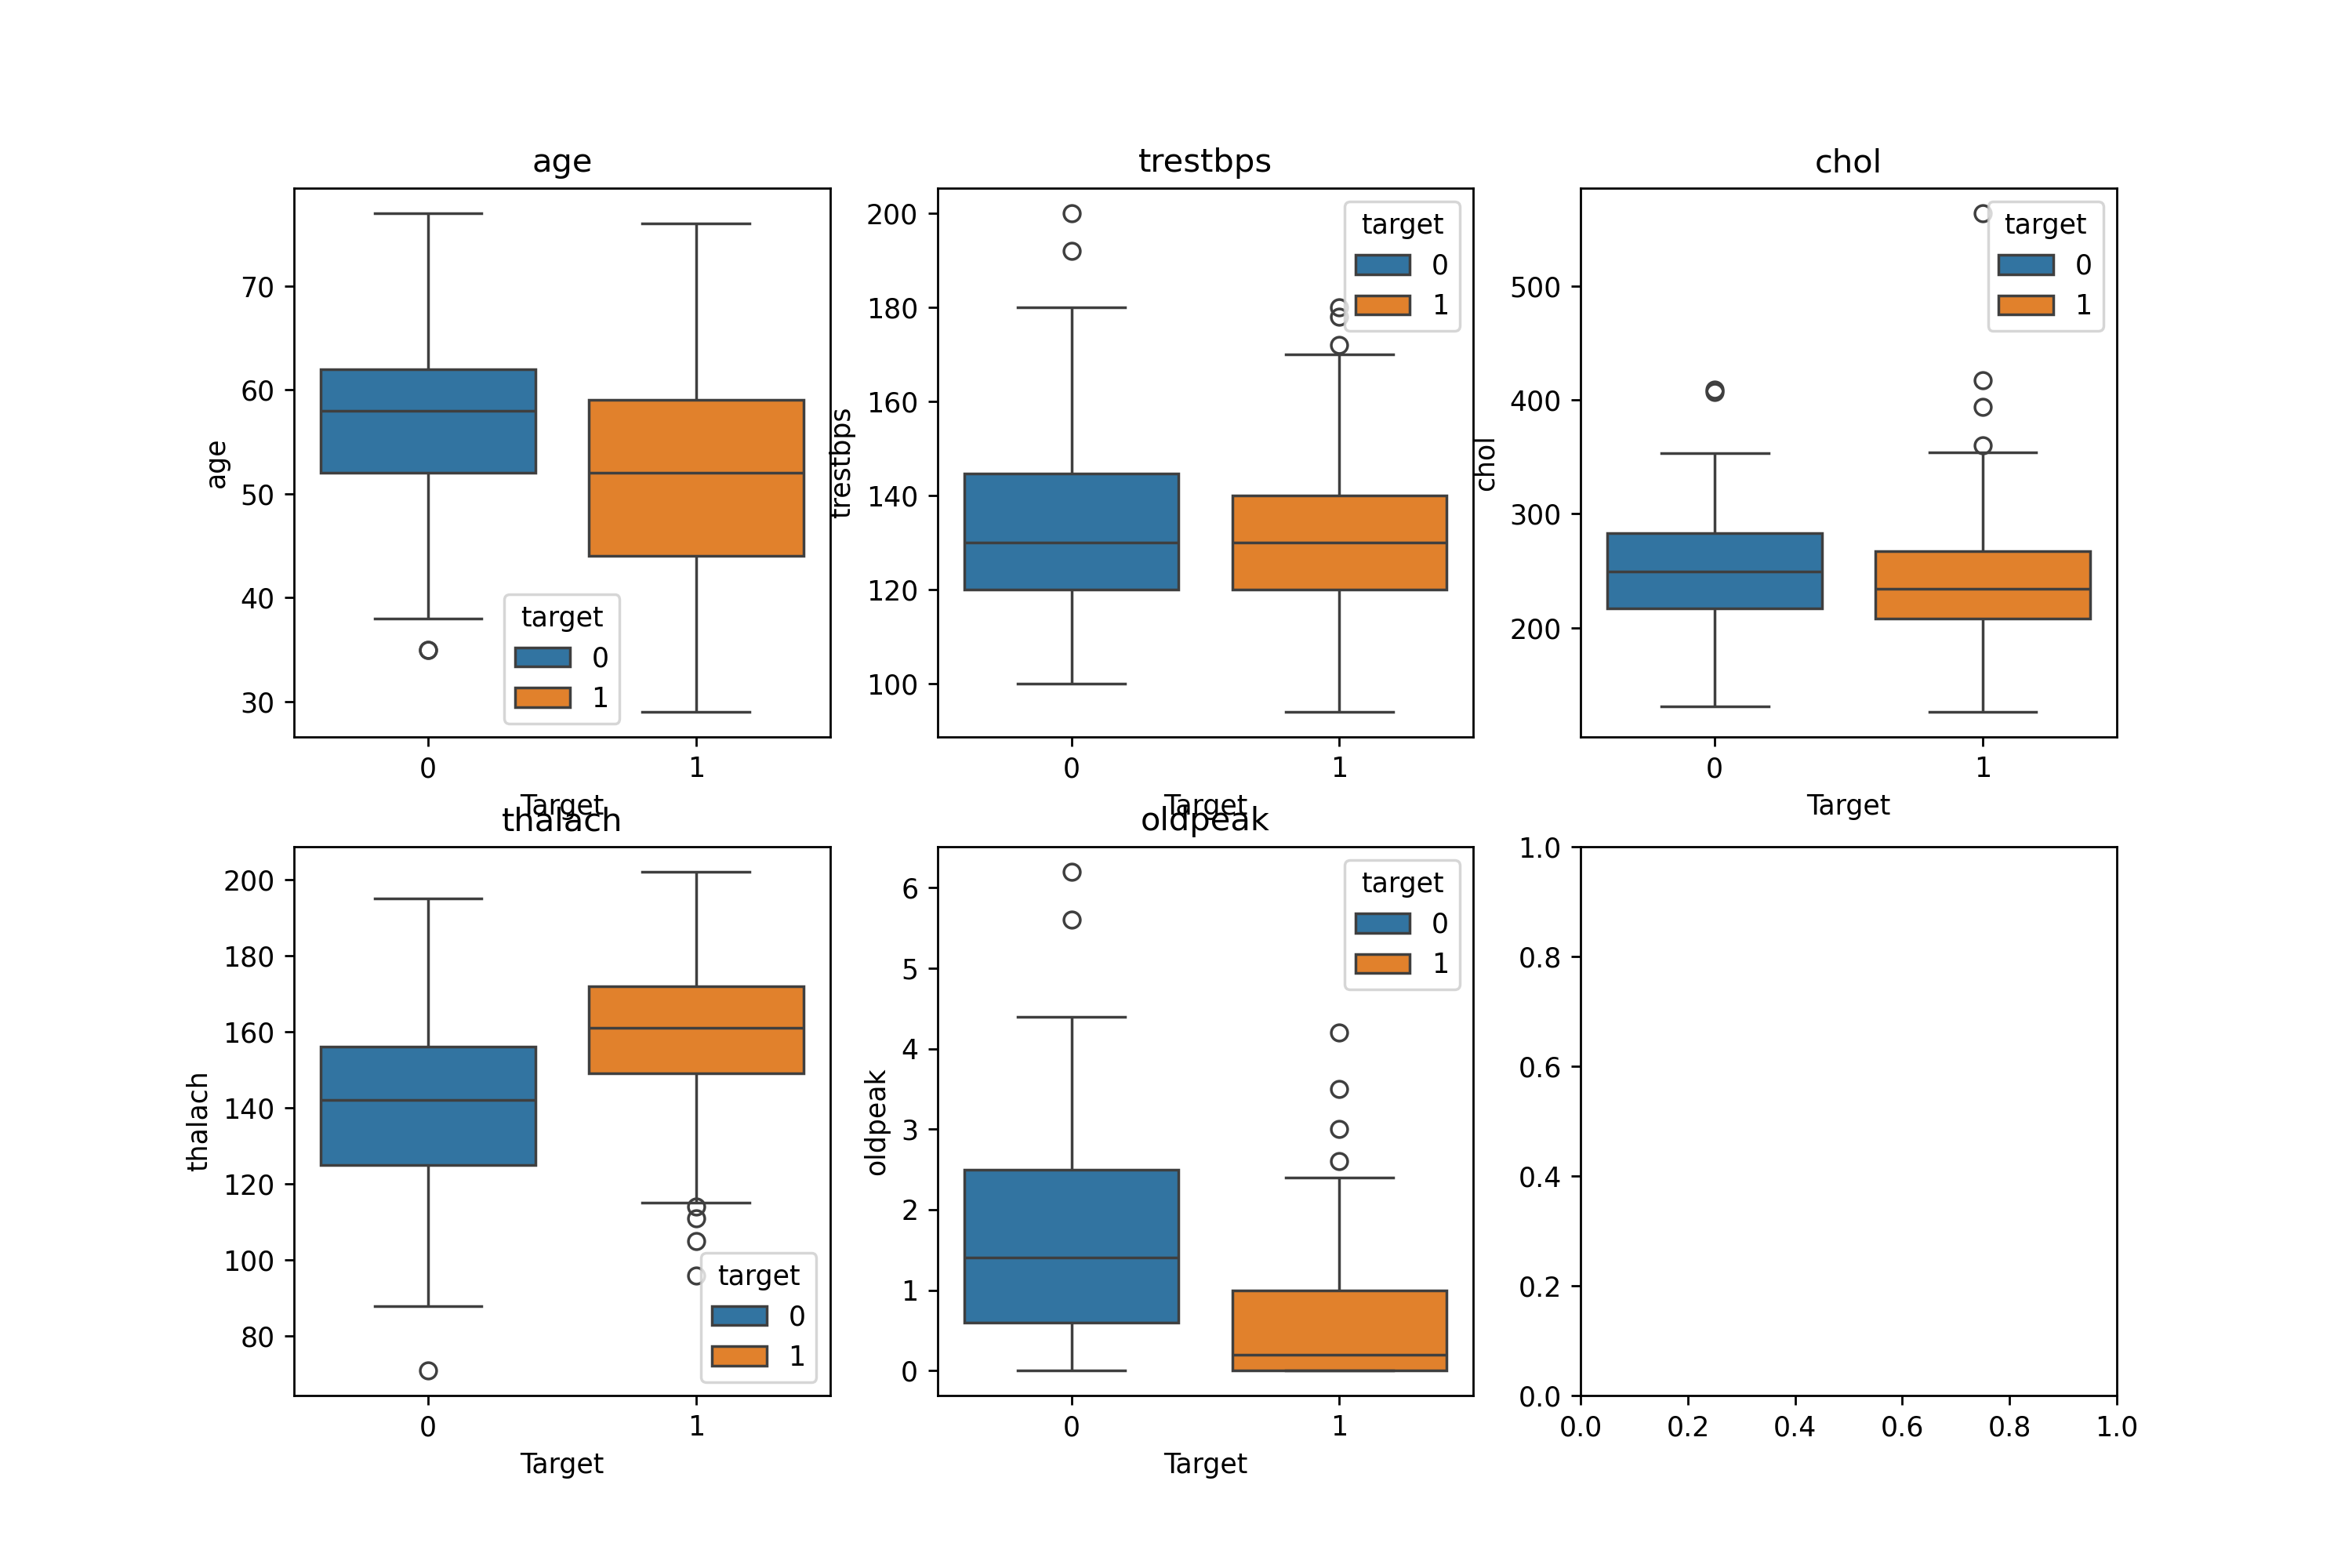 age
age
70
60
50
40
30
target
0
1
0
1
Target
trestbps
trestbps
200
180
160
140
120
100
target
0
1
0
1
Target
chol
chol
500
400
300
200
target
0
1
0
1
Target
thalach
thalach
200
180
160
140
120
100
80
target
0
1
0
1
Target
oldpeak
oldpeak
6
5
4
3
2
1
0
target
0
1
0
1
Target
1.0
0.8
0.6
0.4
0.2
0.0
0.0 0.2 0.4 0.6 0.8 1.0